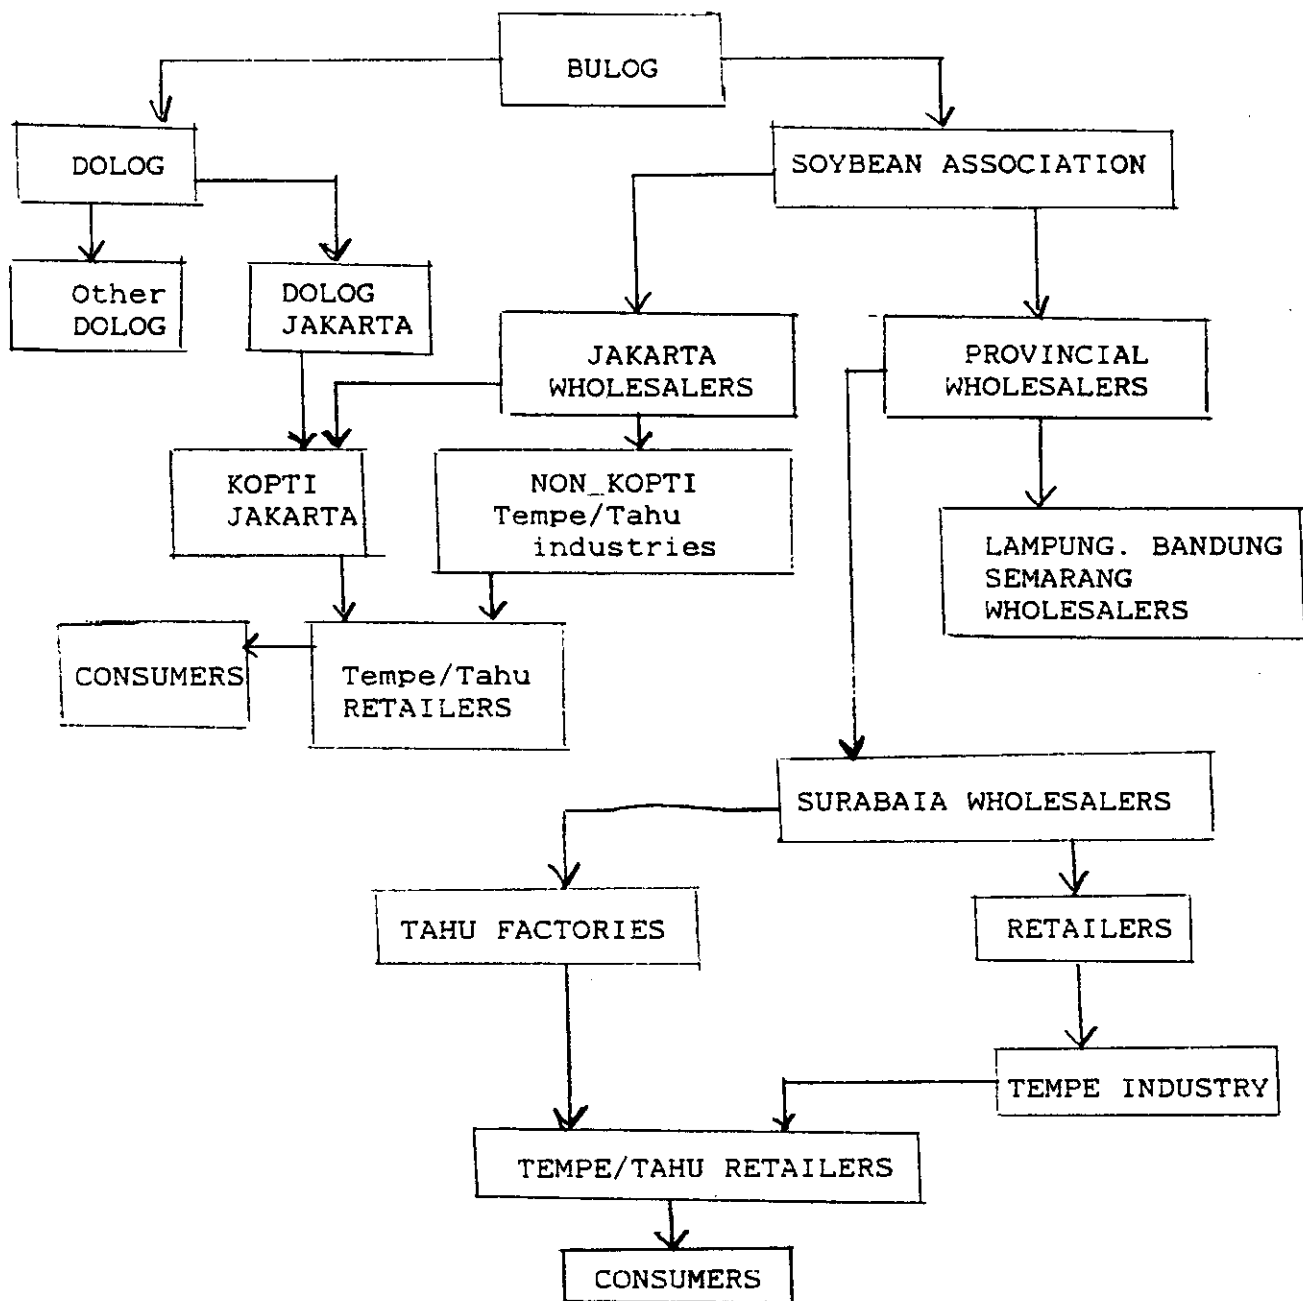 BULOG
DOLOG
SOYBEAN ASSOCIATION
Other
DOLOG
DOLOG
JAKARTA
JAKARTA
WHOLESALERS
PROVINCIAL
WHOLESALERS
KOPTI
JAKARTA
NON_KOPTI
Tempe/Tahu
industries
LAMPUNG. BANDUNG
SEMARANG
WHOLESALERS
CONSUMERS
Tempe/Tahu
RETAILERS
SURABAIA WHOLESALERS
TAHU FACTORIES
RETAILERS
TEMPE INDUSTRY
TEMPE/TAHU RETAILERS
CONSUMERS